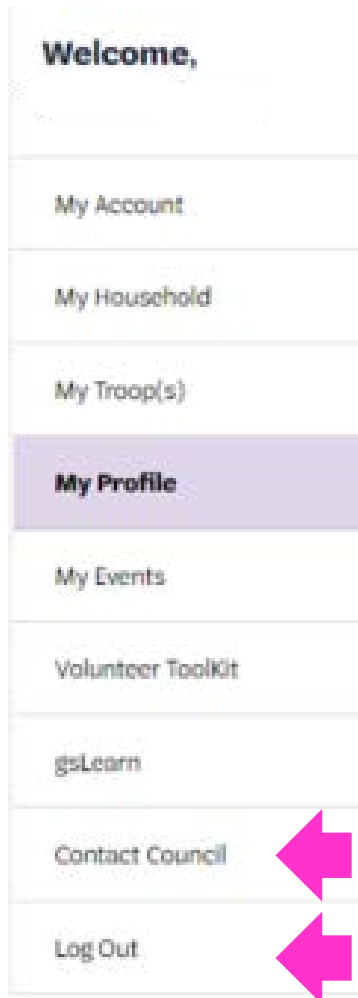 Welcome,
My Account
My Household
My Troop(s)
My Profile
My Events
Volunteer ToolKit
gsLearn
Contact Council
Log Out